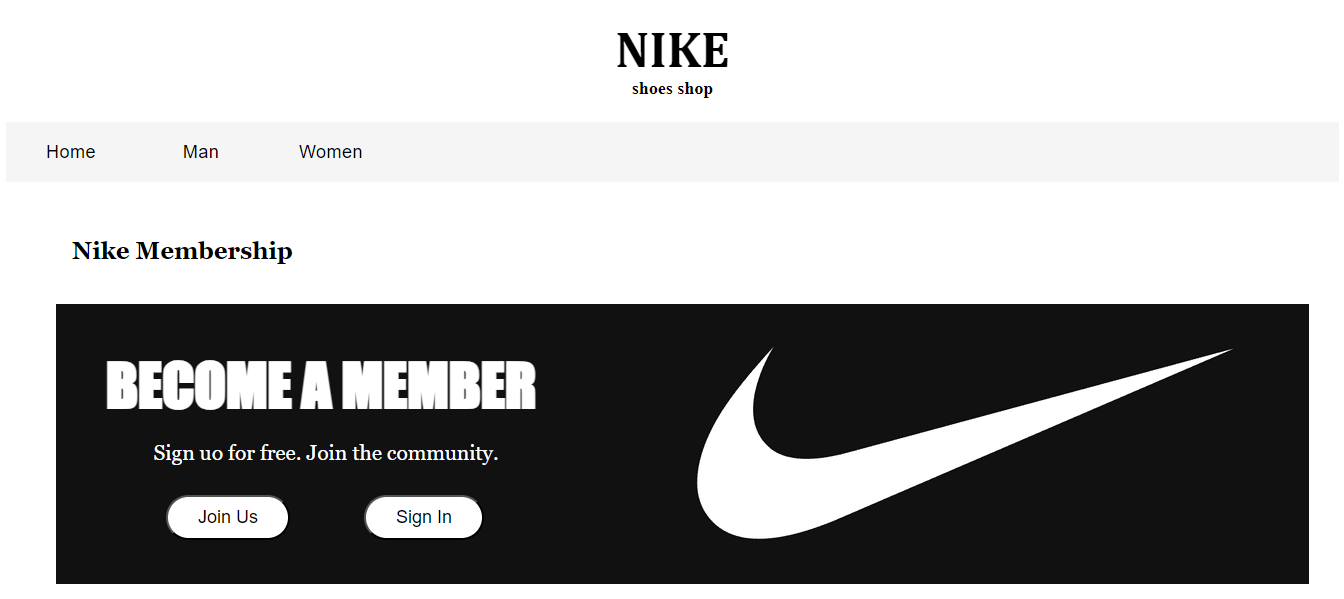 NIKE
shoes shop
Home Man Women
Nike Membership
BECOME A MEMBER
Sign uo for free. Join the community.
Join Us Sign In